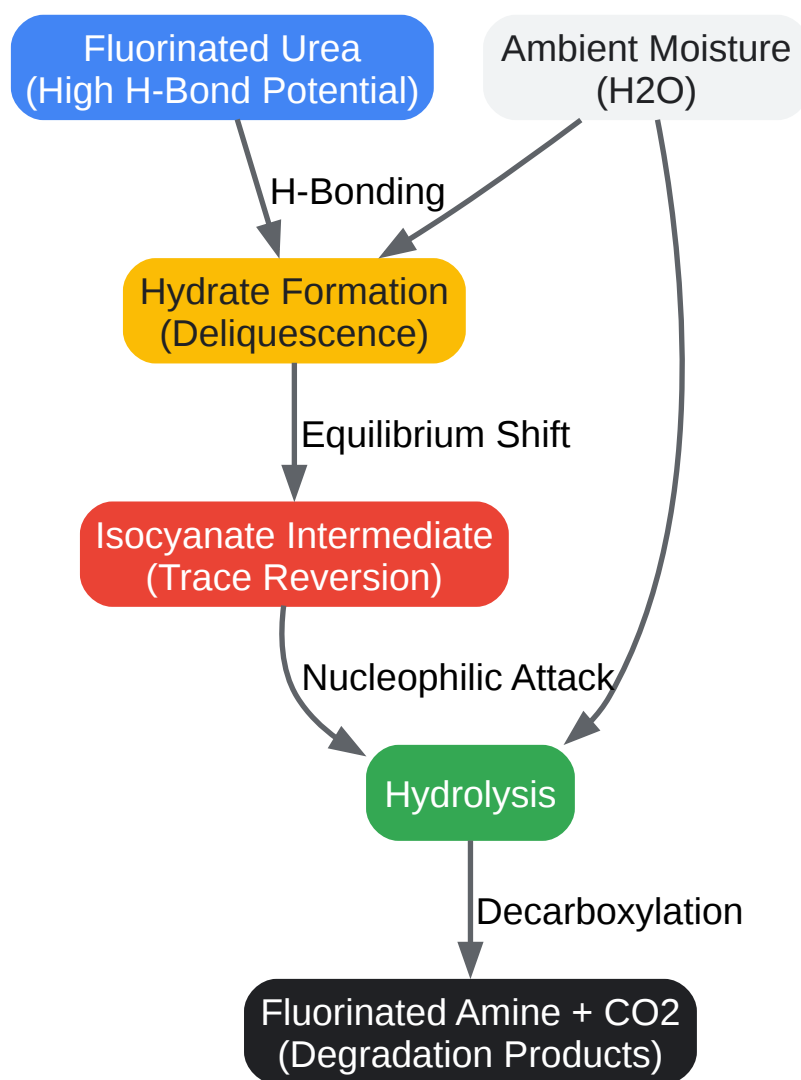 Fluorinated Urea
(High H-Bond Potential)
Ambient Moisture
(H2O)
H-Bonding
Hydrate Formation
(Deliquescence)
Equilibrium Shift
Isocyanate Intermediate
(Trace Reversion)
Nucleophilic Attack
Hydrolysis
Decarboxylation
Fluorinated Amine + CO2
(Degradation Products)